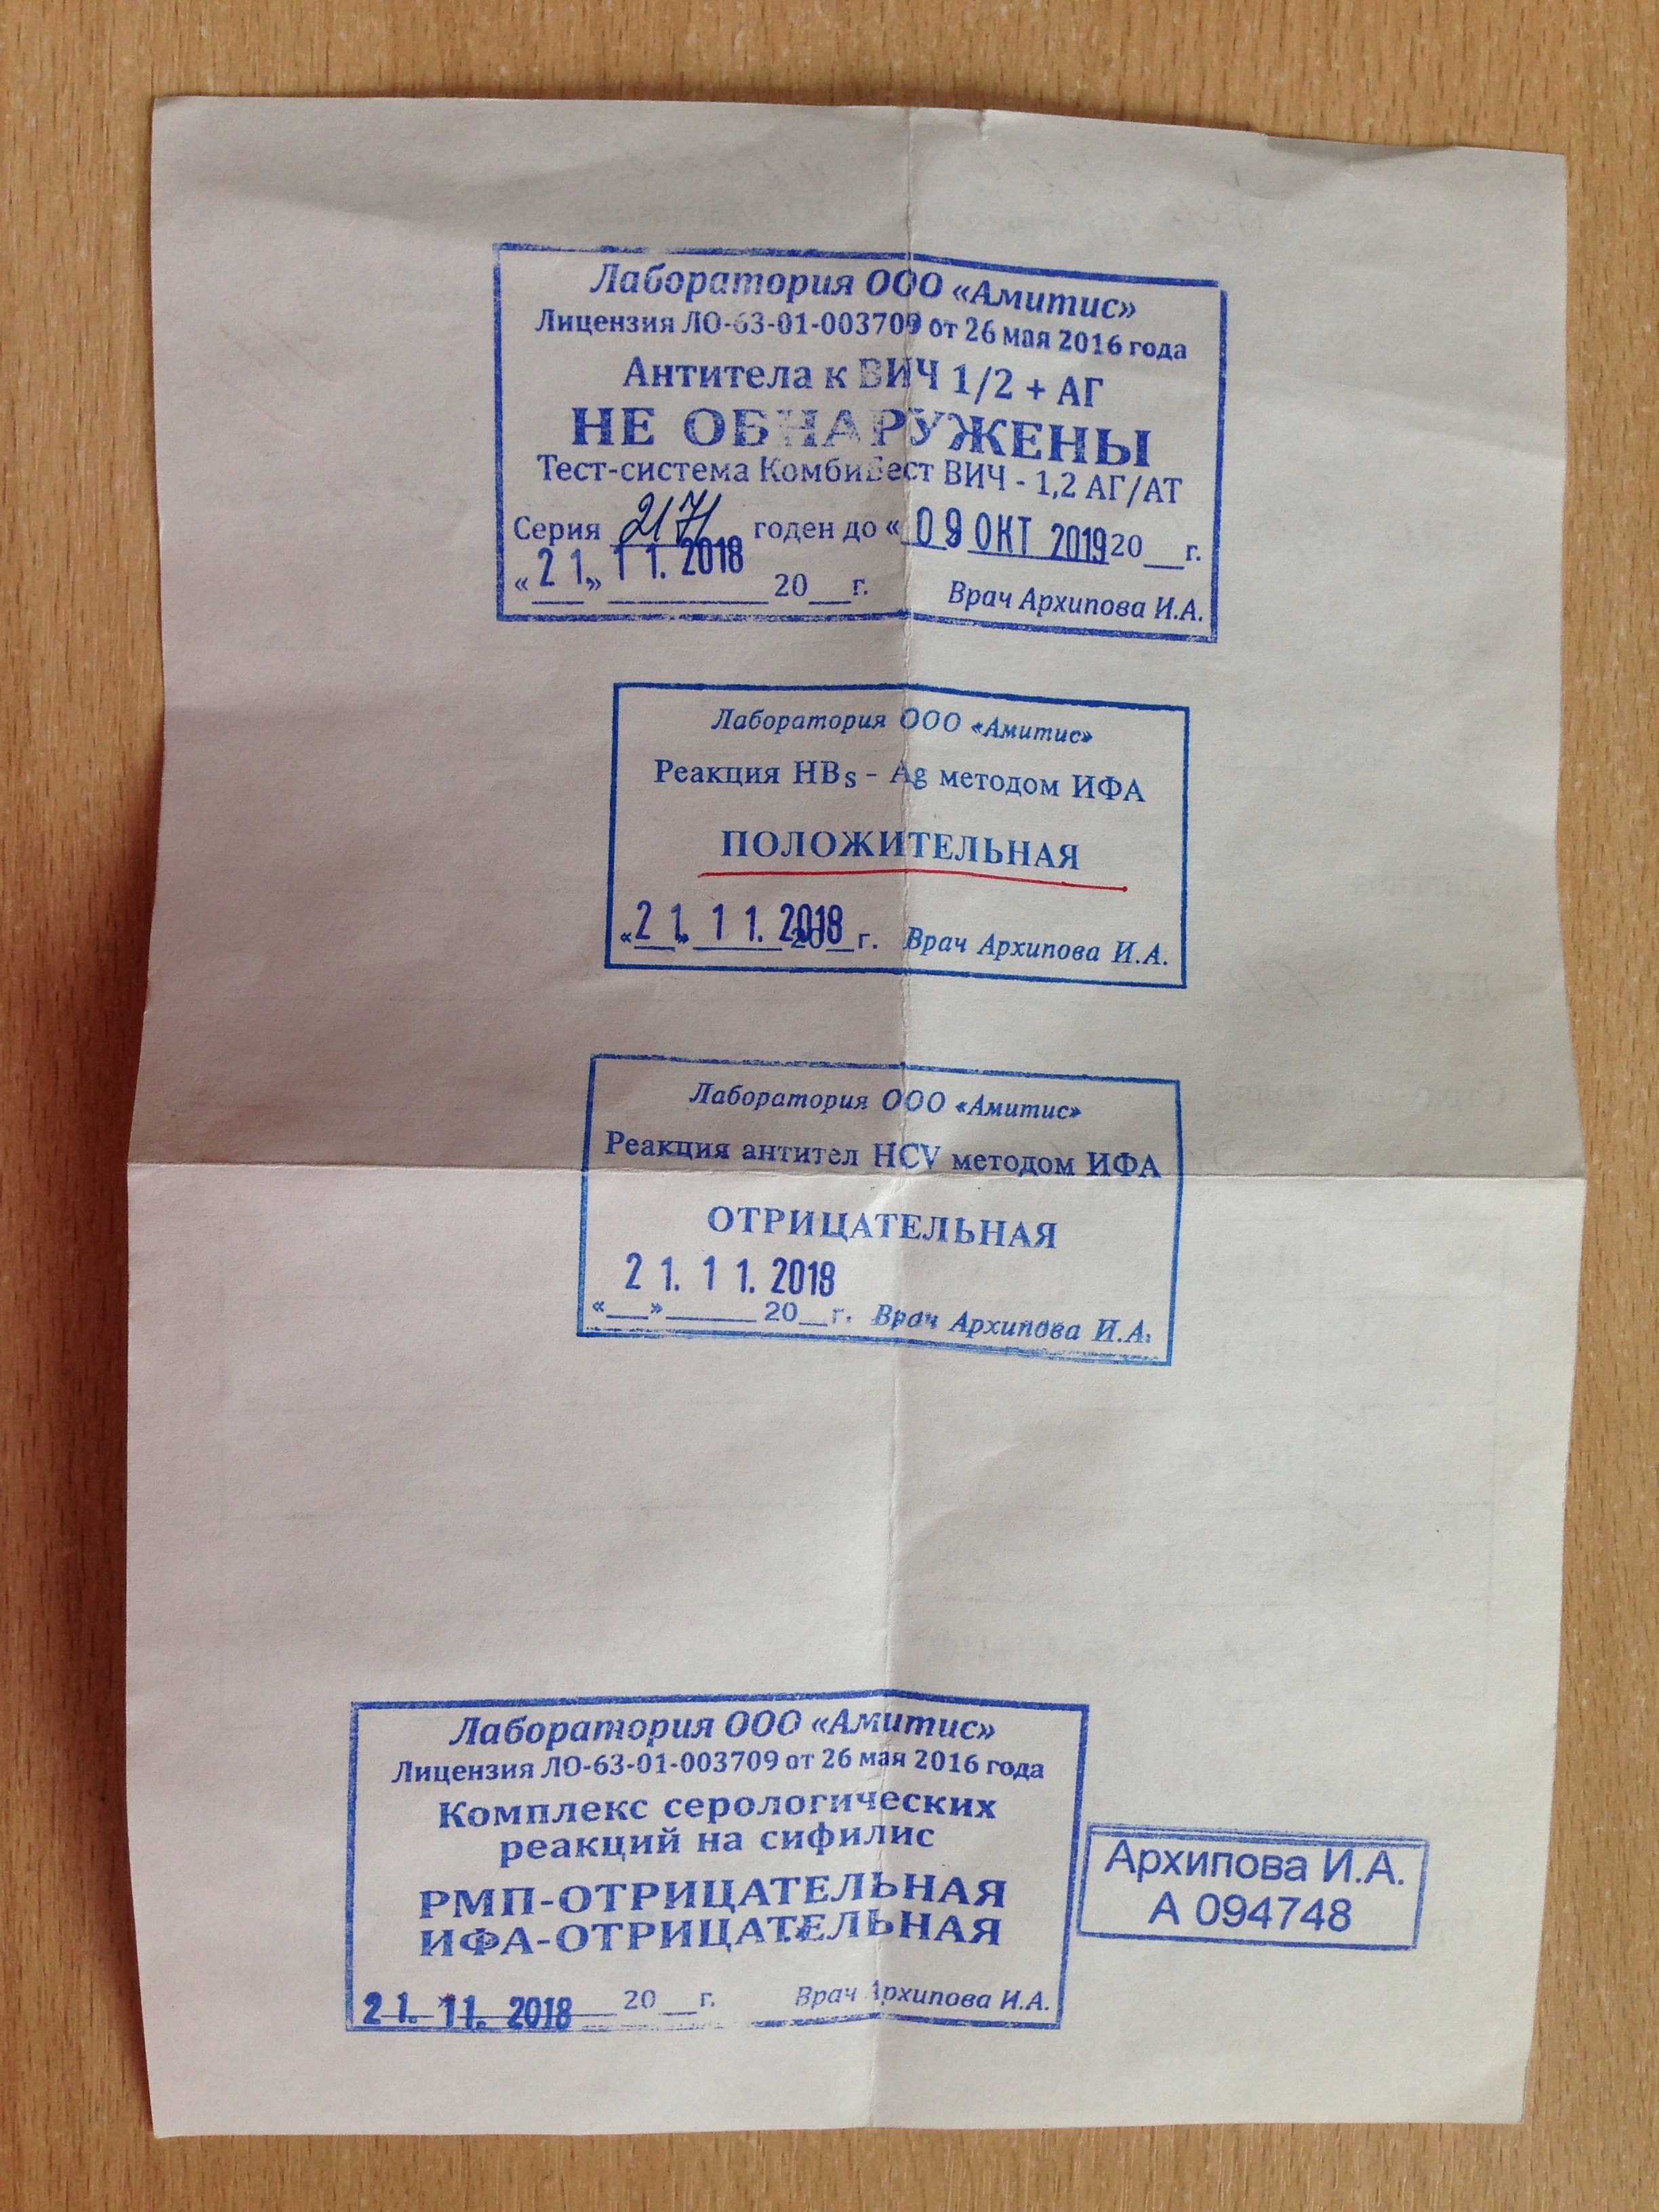 Лаборатория ООО «Амитис»
Лицензия ЛО-63-01-003709 от 26 мая 2016 года
Антитела к ВИЧ 1/2 + АГ
НЕ ОБНАРУЖЕНЫ
Тест-система КомбиБест ВИЧ - 1,2 АГ/АТ
Серия 217/ годен до « 09 ОКТ 2019 20__г.
«21.» 11. 2018 20__г.
Врач Архипова И.А.
Лаборатория ООО «Амитис»
Реакция HBs - Ag методом ИФА
ПОЛОЖИТЕЛЬНАЯ
«21.» 11. 2018 20__г. Врач Архипова И.А.
Лаборатория ООО «Амитис»
Реакция антител HCV методом ИФА
ОТРИЦАТЕЛЬНАЯ
21. 11. 2018
«__»______ 20__г. Врач Архипова И.А.
Лаборатория ООО «Амитис»
Лицензия ЛО-63-01-003709 от 26 мая 2016 года
Комплекс серологических
реакций на сифилис
РМП-ОТРИЦАТЕЛЬНАЯ
ИФА-ОТРИЦАТЕЛЬНАЯ
21. 11. 2018 20__г. Врач Архипова И.А.
Архипова И.А.
А 094748